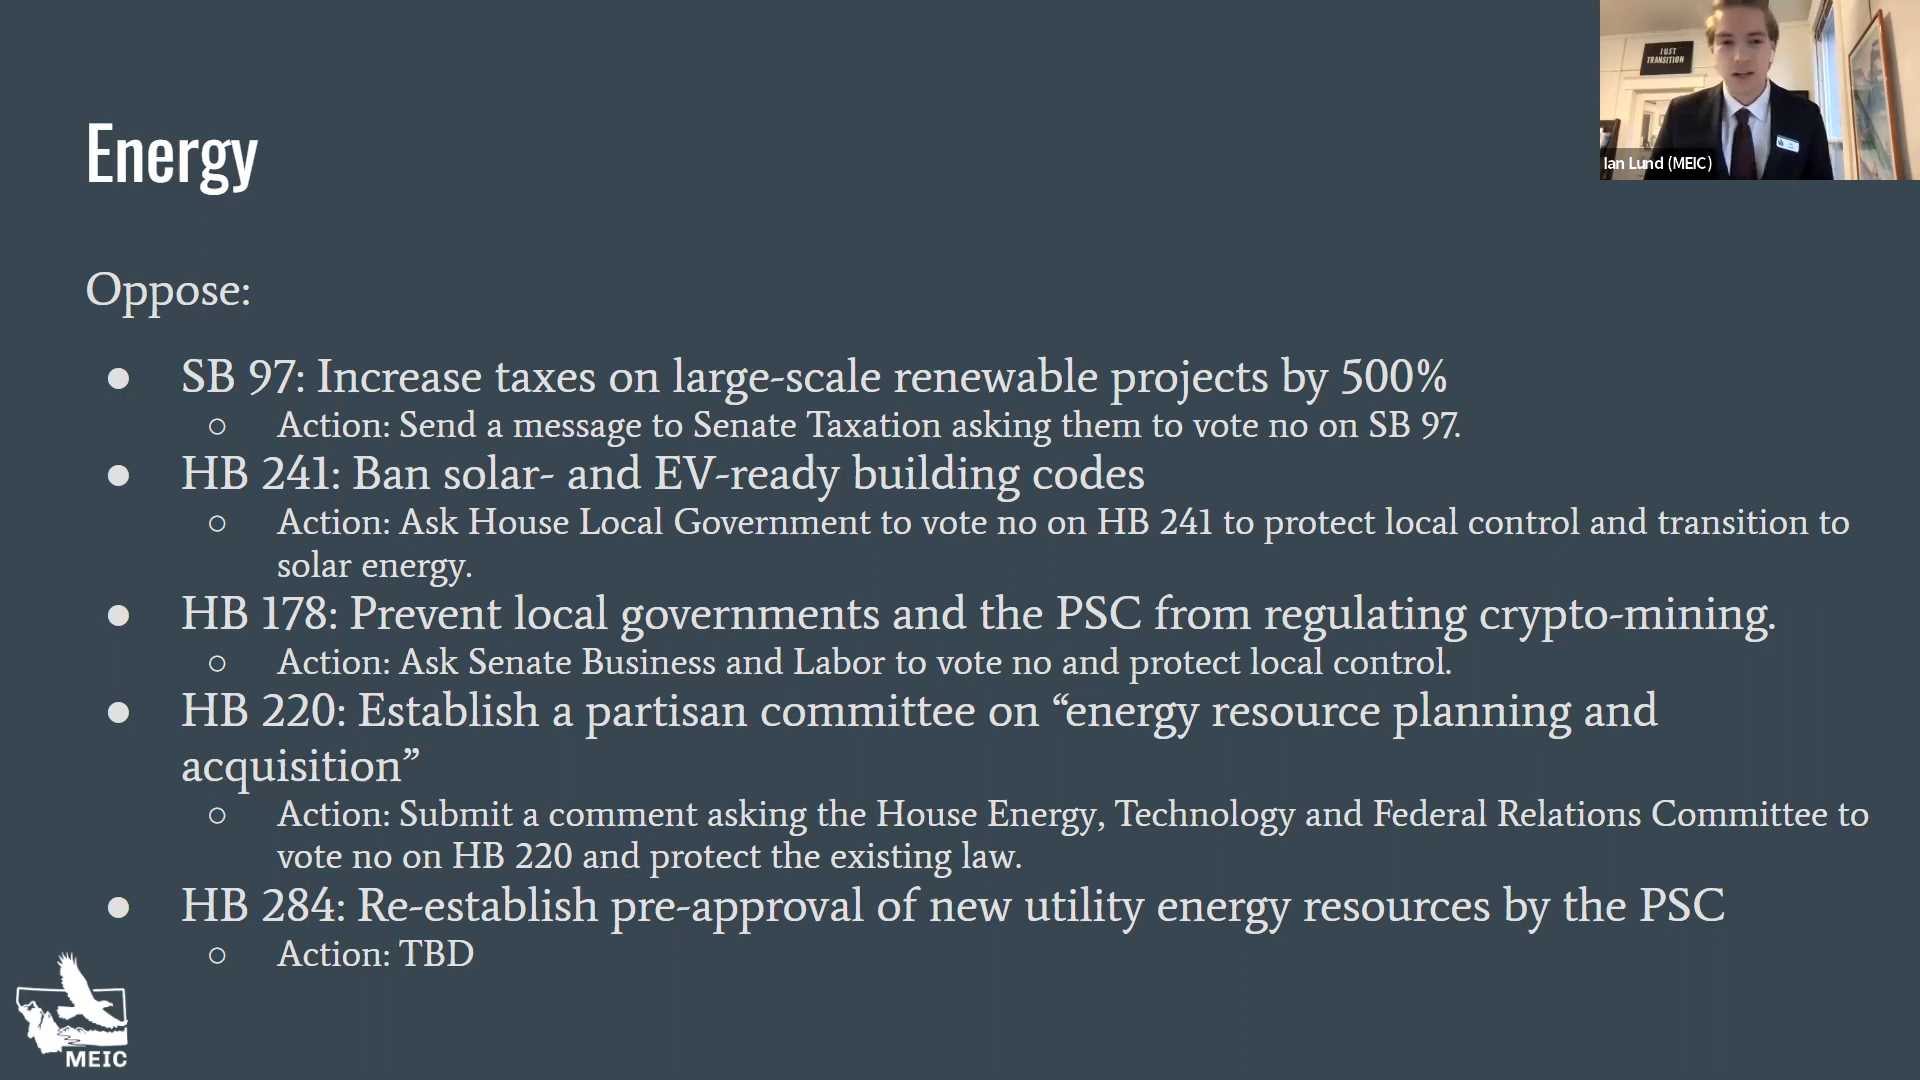 JUST
TRANSITION
Ian Lund (MEIC)
Energy
Oppose:
● SB 97: Increase taxes on large-scale renewable projects by 500%
○ Action: Send a message to Senate Taxation asking them to vote no on SB 97.
● HB 241: Ban solar- and EV-ready building codes
○ Action: Ask House Local Government to vote no on HB 241 to protect local control and transition to
solar energy.
● HB 178: Prevent local governments and the PSC from regulating crypto-mining.
○ Action: Ask Senate Business and Labor to vote no and protect local control.
● HB 220: Establish a partisan committee on “energy resource planning and
acquisition”
○ Action: Submit a comment asking the House Energy, Technology and Federal Relations Committee to
vote no on HB 220 and protect the existing law.
● HB 284: Re-establish pre-approval of new utility energy resources by the PSC
○ Action: TBD
MEIC